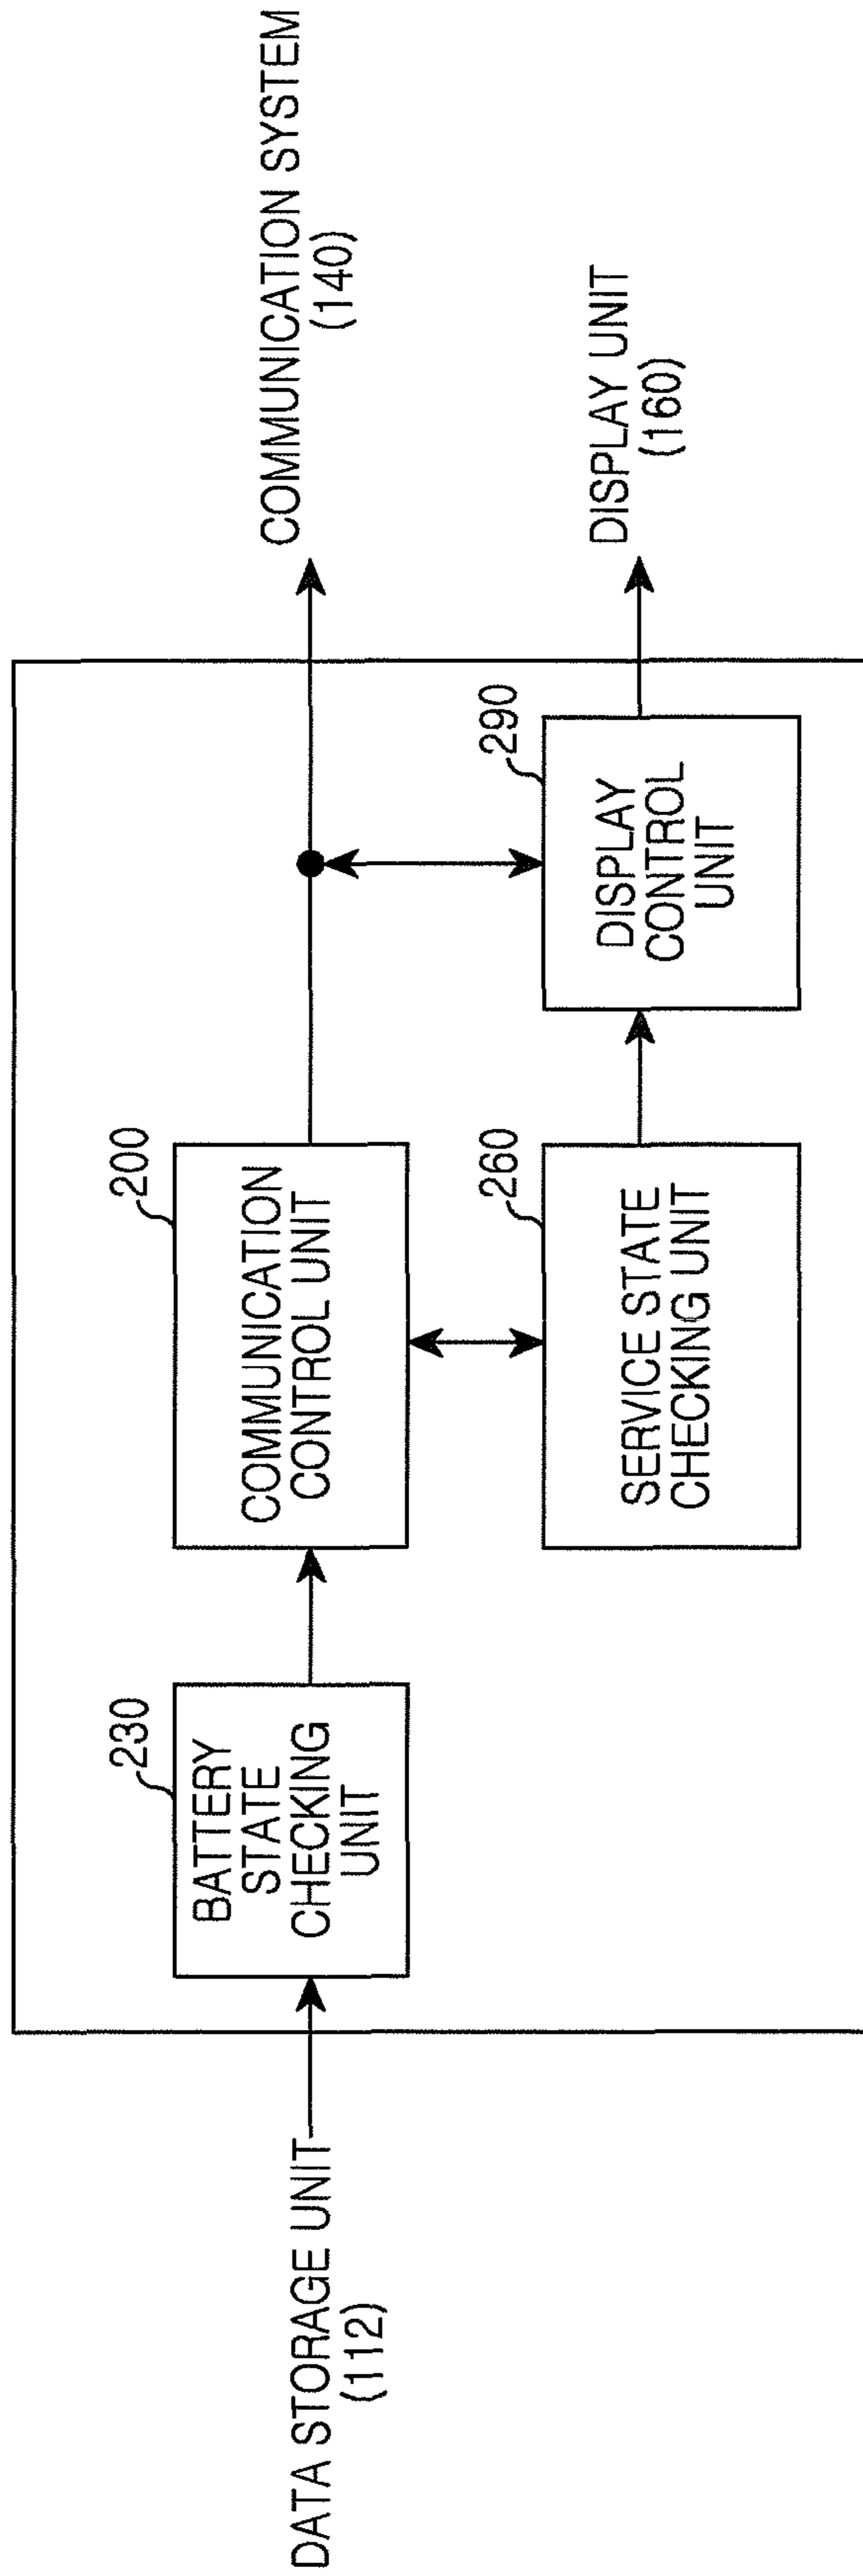 DATA STORAGE UNIT
(112)
230
BATTERY
STATE
CHECKING
UNIT
200
COMMUNICATION
CONTROL UNIT
COMMUNICATION SYSTEM
(140)
260
SERVICE STATE
CHECKING UNIT
290
DISPLAY
CONTROL
UNIT
DISPLAY UNIT
(160)